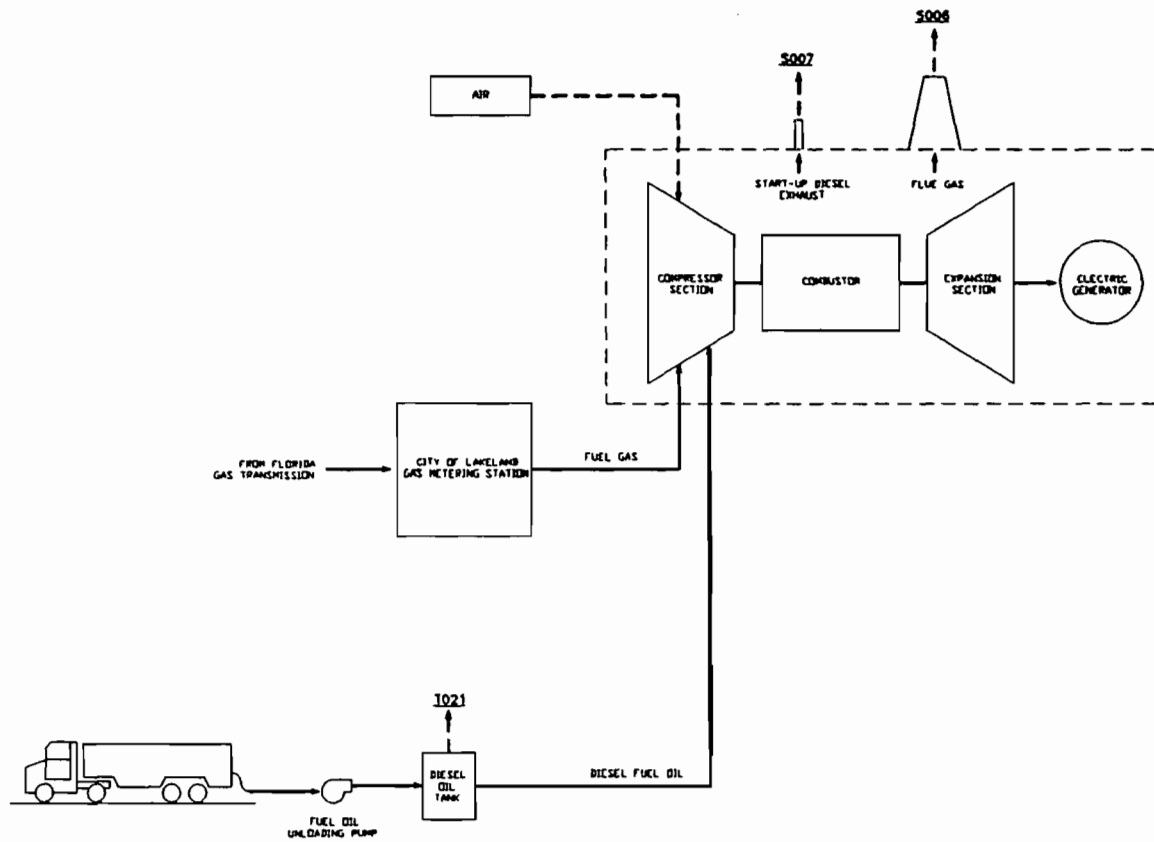 S006
S007
AIR
START-UP DIESEL
EXHAUST
FLUE GAS
COMPRESSOR
SECTION
COMBUSTOR
EXPANSION
SECTION
ELECTRIC
GENERATOR
FROM FLORIDA
GAS TRANSMISSION
CITY OF LAKELAND
GAS METERING STATION
FUEL GAS
T021
DIESEL
OIL
TANK
DIESEL FUEL OIL
FUEL OIL
UNLOADING PUMP